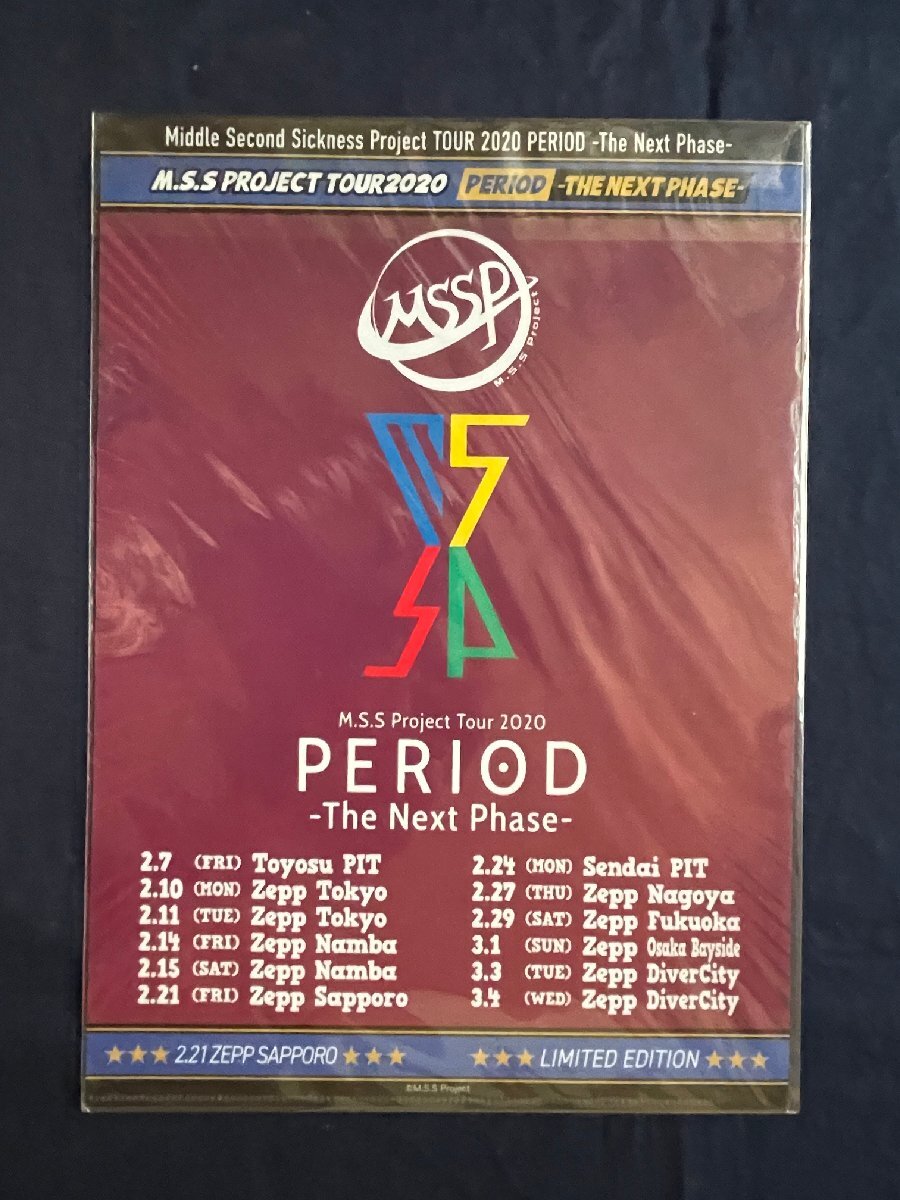 Middle Second Sickness Project TOUR 2020 PERIOD -The Next Phase-
M.S.S PROJECT TOUR2020 PERIOD -THE NEXT PHASE-
MSSP
M.S.S Project
MS
SP
M.S.S Project Tour 2020
PERIOD
-The Next Phase-
2.7 (FRI) Toyosu PIT
2.10 (MON) Zepp Tokyo
2.11 (TUE) Zepp Tokyo
2.14 (FRI) Zepp Namba
2.15 (SAT) Zepp Namba
2.21 (FRI) Zepp Sapporo
2.24 (MON) Sendai PIT
2.27 (THU) Zepp Nagoya
2.29 (SAT) Zepp Fukuoka
3.1 (SUN) Zepp Osaka Bayside
3.3 (TUE) Zepp DiverCity
3.4 (WED) Zepp DiverCity
★★★ 2.21 ZEPP SAPPORO ★★★
★★★ LIMITED EDITION ★★★
©M.S.S Project